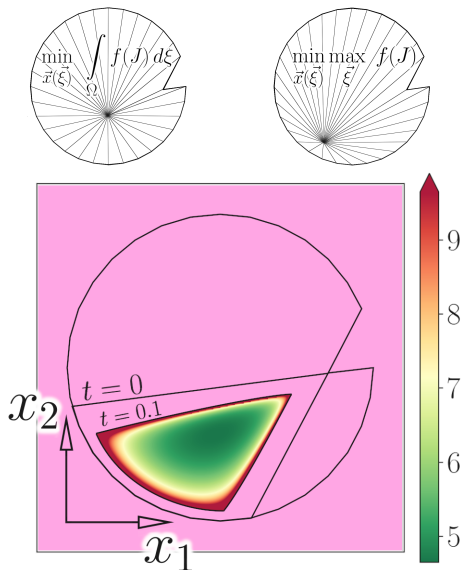 min ∫ f(J) dξ
x⃗(ξ⃗) Ω
min max f(J)
x⃗(ξ⃗) ξ⃗
9
8
7
6
5
t = 0
t = 0.1
x₂
x₁